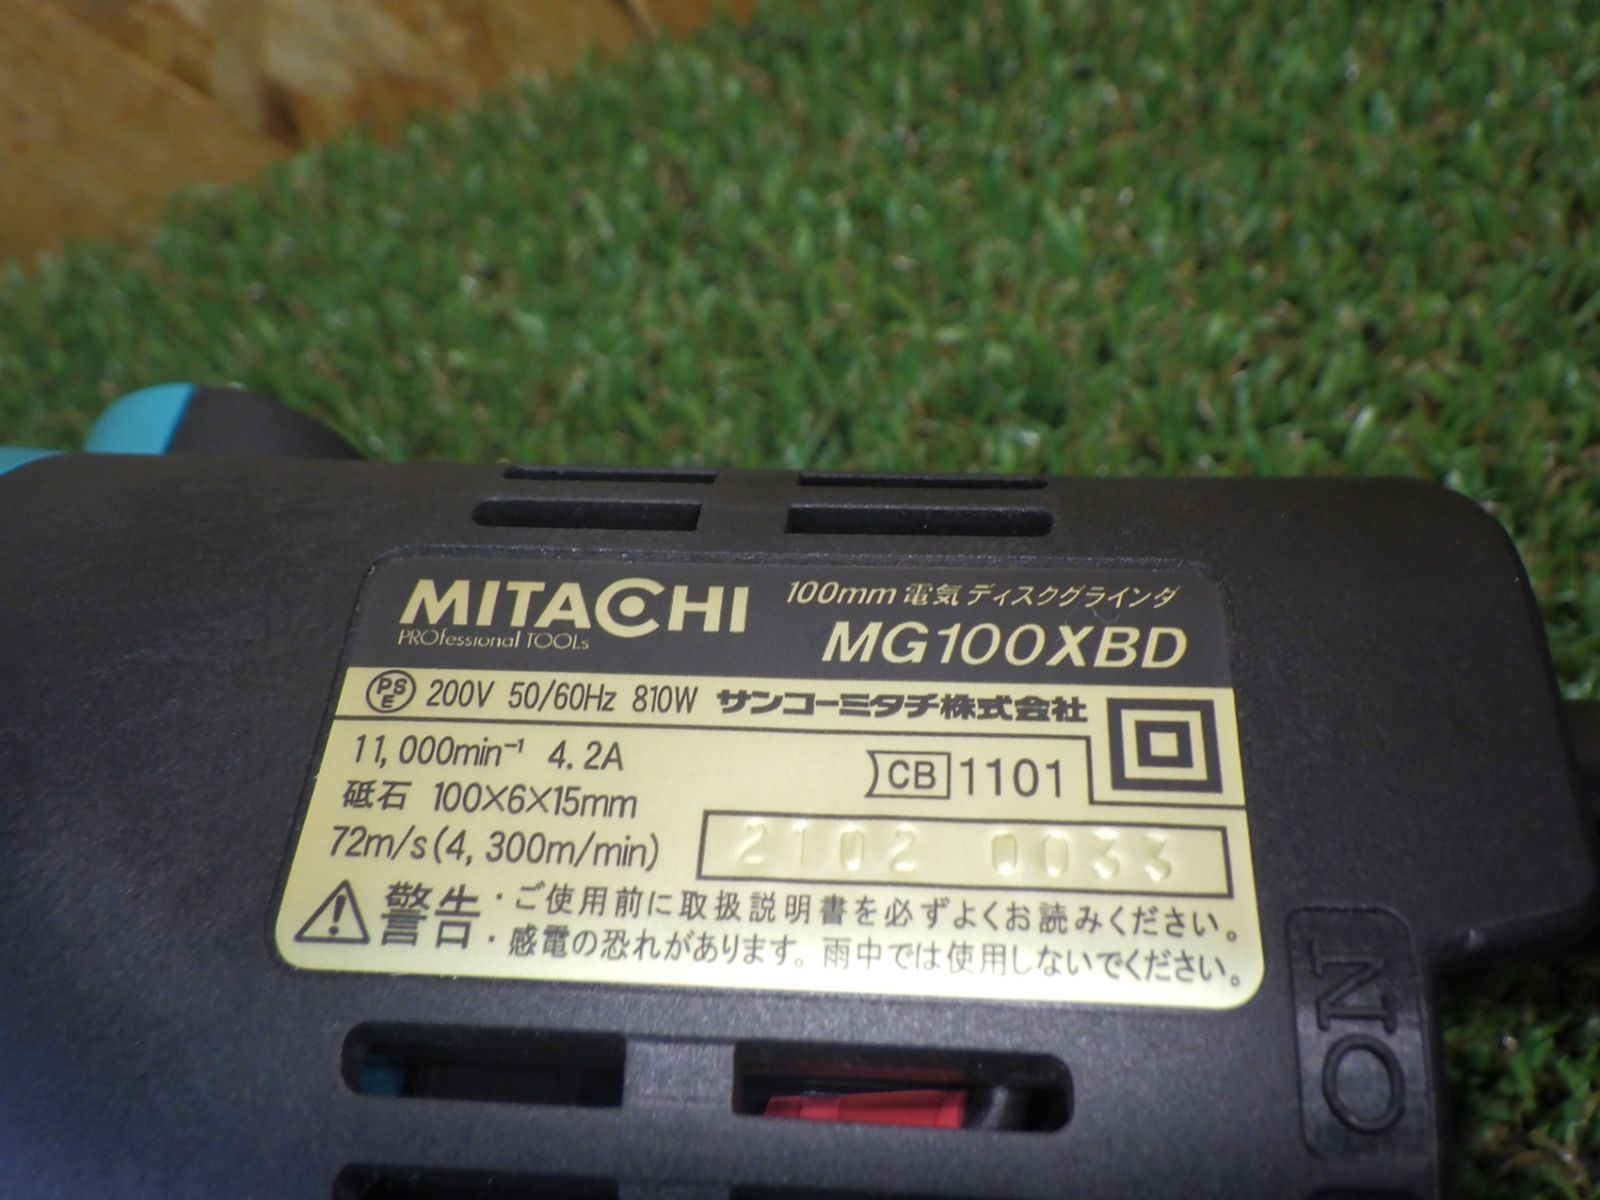 MITACHI
PROfessional TOOLs
100mm 電気ディスクグラインダ
MG100XBD
PSE 200V 50/60Hz 810W サンコーミタチ株式会社
11,000min⁻¹ 4.2A
CB 1101
砥石 100×6×15mm
72m/s(4,300m/min)
2102 0033
警告・ご使用前に取扱説明書を必ずよくお読みください。
・感電の恐れがあります。雨中では使用しないでください。
ON